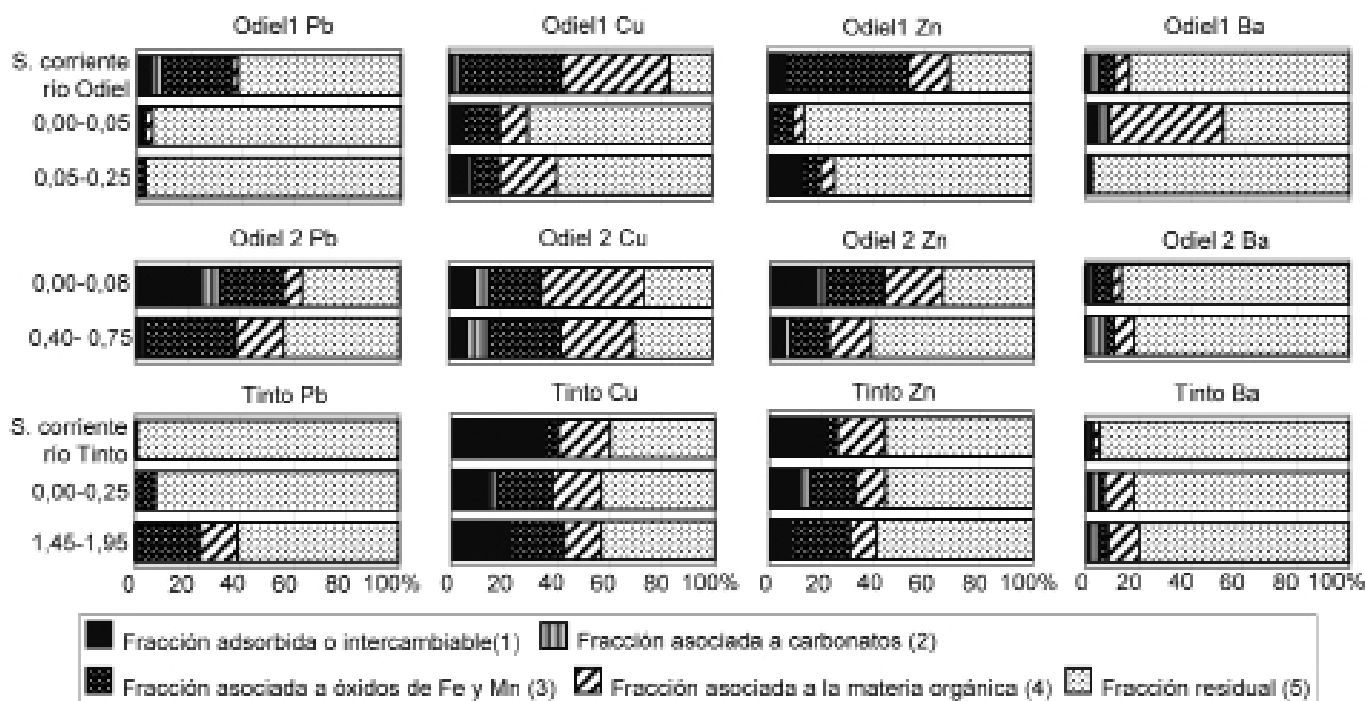 Odiel1 Pb Odiel1 Cu Odiel1 Zn Odiel1 Ba
S. corriente
río Odiel
0,00-0,05
0,05-0,25
Odiel 2 Pb Odiel 2 Cu Odiel 2 Zn Odiel 2 Ba
0,00-0,08
0,40- 0,75
Tinto Pb Tinto Cu Tinto Zn Tinto Ba
S. corriente
río Tinto
0,00-0,25
1,45-1,95
0 20 40 60 80 100% 0 20 40 60 80 100% 0 20 40 60 80 100% 0 20 40 60 80 100%
Fracción adsorbida o intercambiable(1) Fracción asociada a carbonatos (2)
Fracción asociada a óxidos de Fe y Mn (3) Fracción asociada a la materia orgánica (4) Fracción residual (5)